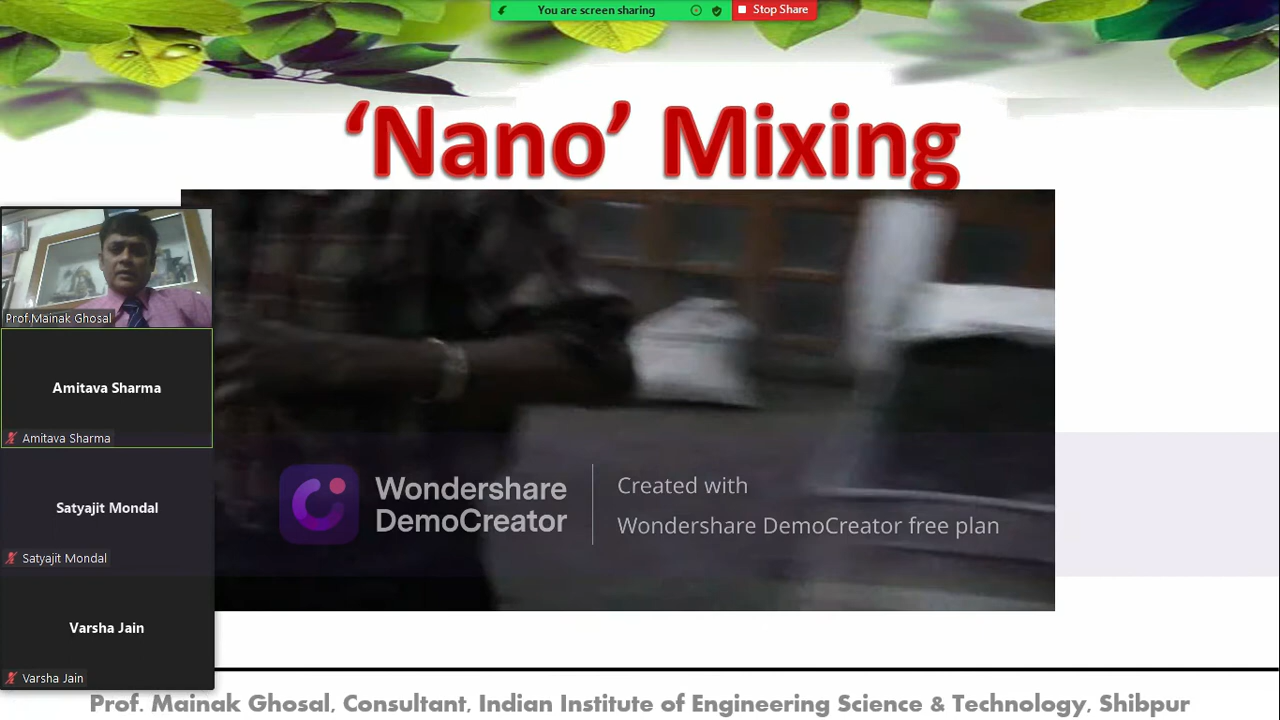 You are screen sharing
Stop Share
‘Nano’ Mixing
Prof.Mainak Ghosal
Amitava Sharma
Amitava Sharma
Satyajit Mondal
Satyajit Mondal
Varsha Jain
Varsha Jain
Wondershare
DemoCreator
Created with
Wondershare DemoCreator free plan
Prof. Mainak Ghosal, Consultant, Indian Institute of Engineering Science & Technology, Shibpur